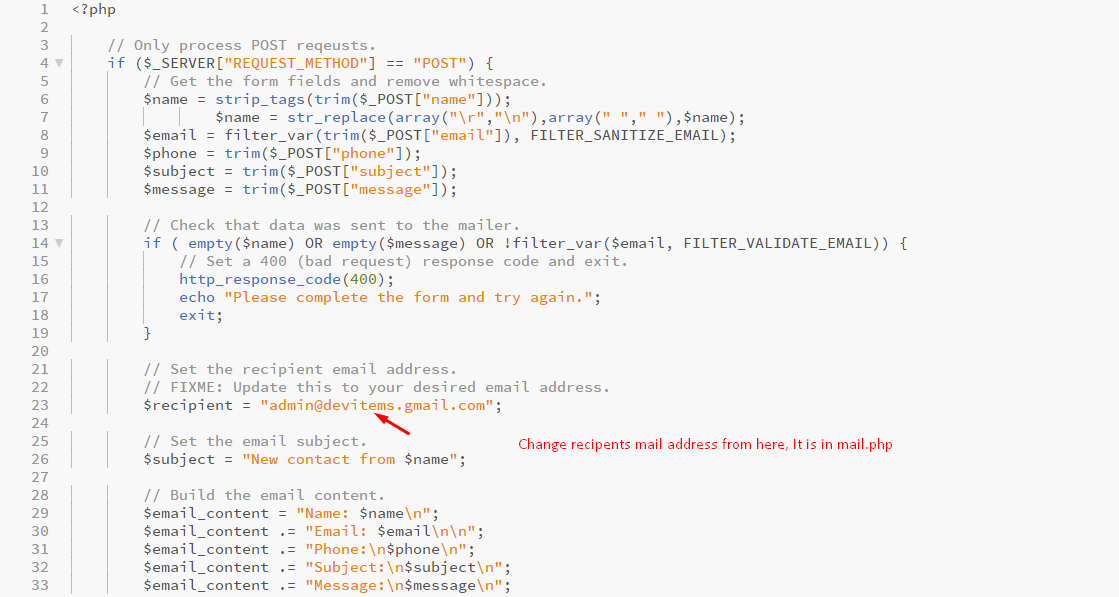 1 <?php
2
3 // Only process POST reqeusts.
4 if ($_SERVER["REQUEST_METHOD"] == "POST") {
5 // Get the form fields and remove whitespace.
6 $name = strip_tags(trim($_POST["name"]));
7 $name = str_replace(array("\r","\n"),array(" "," "),$name);
8 $email = filter_var(trim($_POST["email"]), FILTER_SANITIZE_EMAIL);
9 $phone = trim($_POST["phone"]);
10 $subject = trim($_POST["subject"]);
11 $message = trim($_POST["message"]);
12
13 // Check that data was sent to the mailer.
14 if ( empty($name) OR empty($message) OR !filter_var($email, FILTER_VALIDATE_EMAIL)) {
15 // Set a 400 (bad request) response code and exit.
16 http_response_code(400);
17 echo "Please complete the form and try again.";
18 exit;
19 }
20
21 // Set the recipient email address.
22 // FIXME: Update this to your desired email address.
23 $recipient = "admin@devitems.gmail.com";
24
25 // Set the email subject.
Change recipents mail address from here, It is in mail.php
26 $subject = "New contact from $name";
27
28 // Build the email content.
29 $email_content = "Name: $name\n";
30 $email_content .= "Email: $email\n\n";
31 $email_content .= "Phone:\n$phone\n";
32 $email_content .= "Subject:\n$subject\n";
33 $email_content .= "Message:\n$message\n";